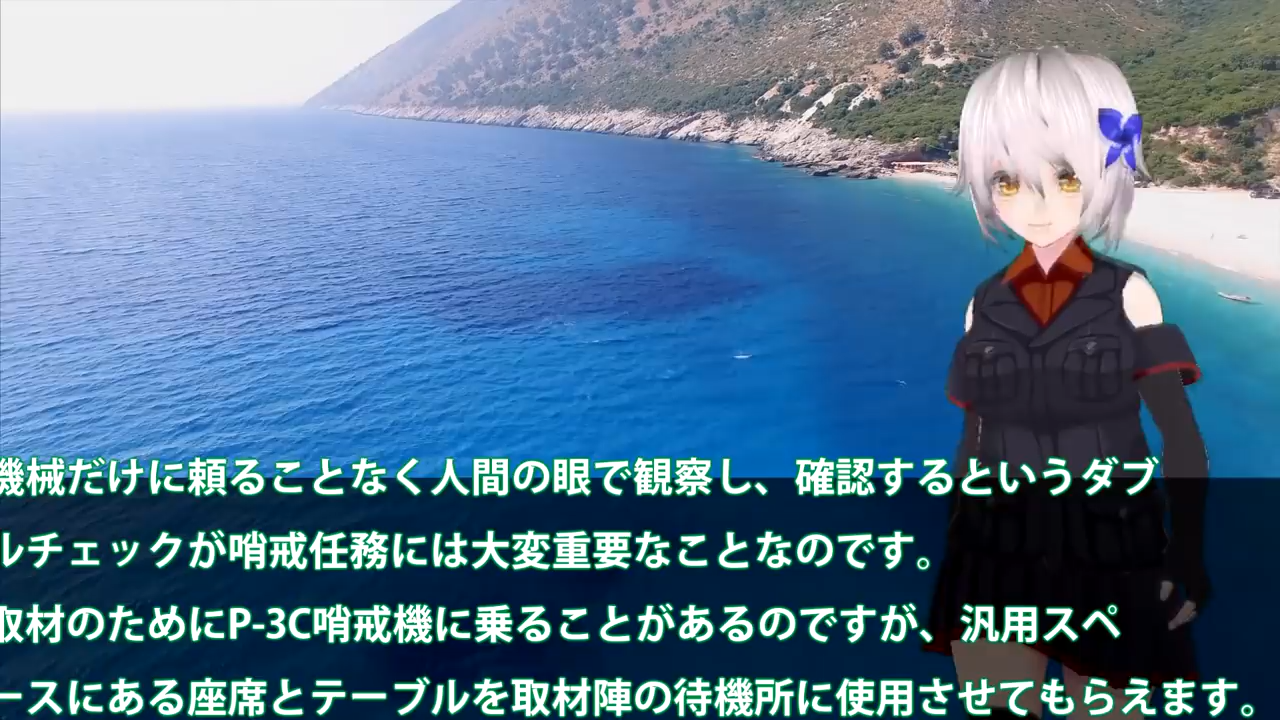 機械だけに頼ることなく人間の眼で観察し、確認するというダブ
ルチェックが哨戒任務には大変重要なことなのです。
取材のためにP-3C哨戒機に乗ることがあるのですが、汎用スペ
ースにある座席とテーブルを取材陣の待機所に使用させてもらえます。